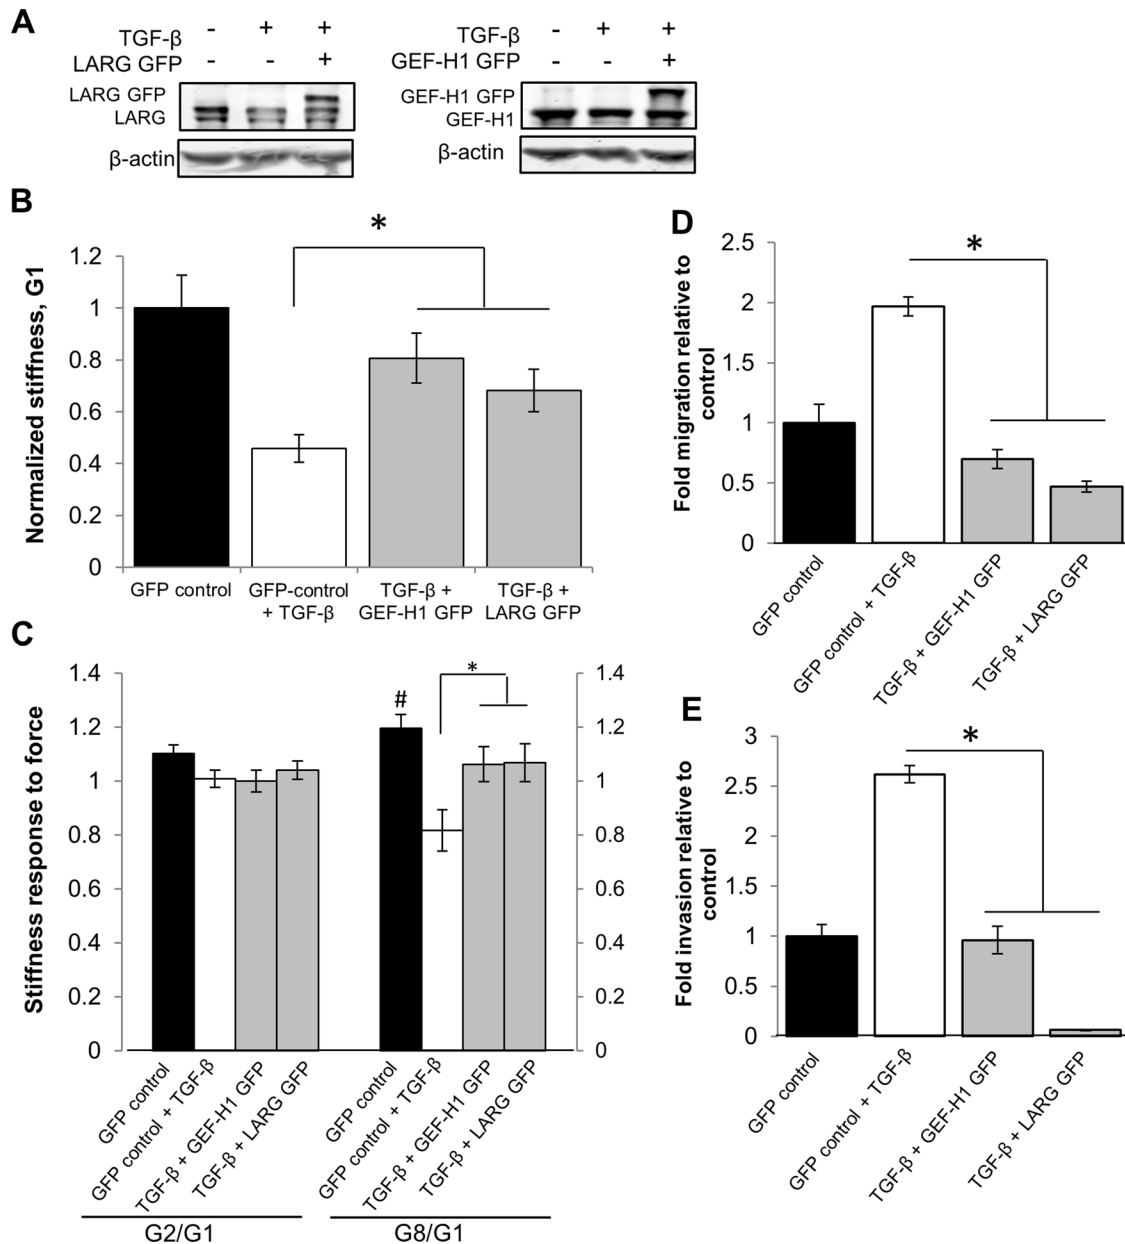 A
TGF-β - + +
LARG GFP - - +
LARG GFP
LARG
β-actin
TGF-β - + +
GEF-H1 GFP - - +
GEF-H1 GFP
GEF-H1
β-actin
B
*
Normalized stiffness, G1
1.2
1
0.8
0.6
0.4
0.2
0
GFP control
GFP-control
+ TGF-β
TGF-β +
GEF-H1 GFP
TGF-β +
LARG GFP
C
Stiffness response to force
1.4
1.2
1
0.8
0.6
0.4
0.2
0
#
*
1.4
1.2
1
0.8
0.6
0.4
0.2
0
GFP control
GFP control + TGF-β
TGF-β + GEF-H1 GFP
TGF-β + LARG GFP
GFP control
GFP control + TGF-β
TGF-β + GEF-H1 GFP
TGF-β + LARG GFP
G2/G1
G8/G1
D
*
Fold migration relative to
control
2.5
2
1.5
1
0.5
0
GFP control
GFP control + TGF-β
TGF-β + GEF-H1 GFP
TGF-β + LARG GFP
E
*
Fold invasion relative to
control
3
2.5
2
1.5
1
0.5
0
GFP control
GFP control + TGF-β
TGF-β + GEF-H1 GFP
TGF-β + LARG GFP